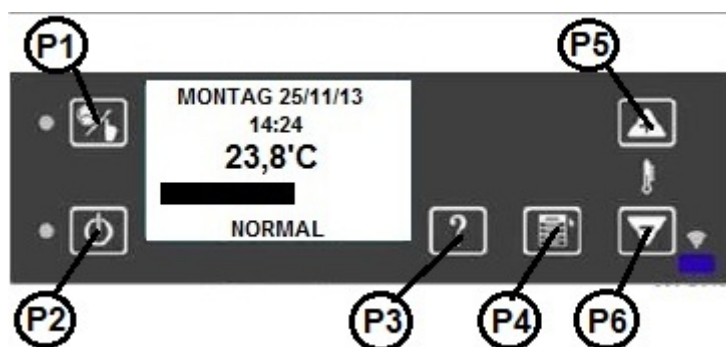 P1
P5
MONTAG 25/11/13
14:24
23,8'C
NORMAL
?
P2
P3
P4
P6